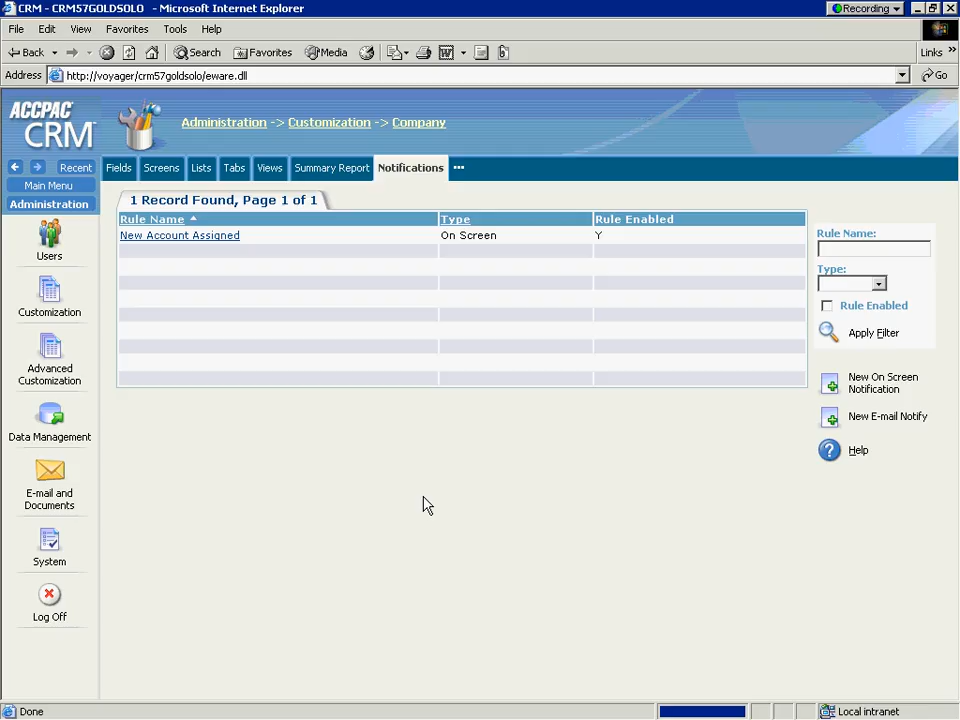 CRM - CRM57GOLDSOLO - Microsoft Internet Explorer
Recording
File Edit View Favorites Tools Help
Back Search Favorites Media Links »
Address http://voyager/crm57goldsolo/eware.dll Go
ACCPAC
CRM
Administration -> Customization -> Company
Recent
Fields Screens Lists Tabs Views Summary Report Notifications ...
Main Menu
Administration
1 Record Found, Page 1 of 1
Rule Name Type Rule Enabled
New Account Assigned On Screen Y
Users
Customization
Advanced
Customization
Data Management
E-mail and
Documents
System
Log Off
Rule Name:
Type:
Rule Enabled
Apply Filter
New On Screen
Notification
New E-mail Notify
Help
Done Local intranet